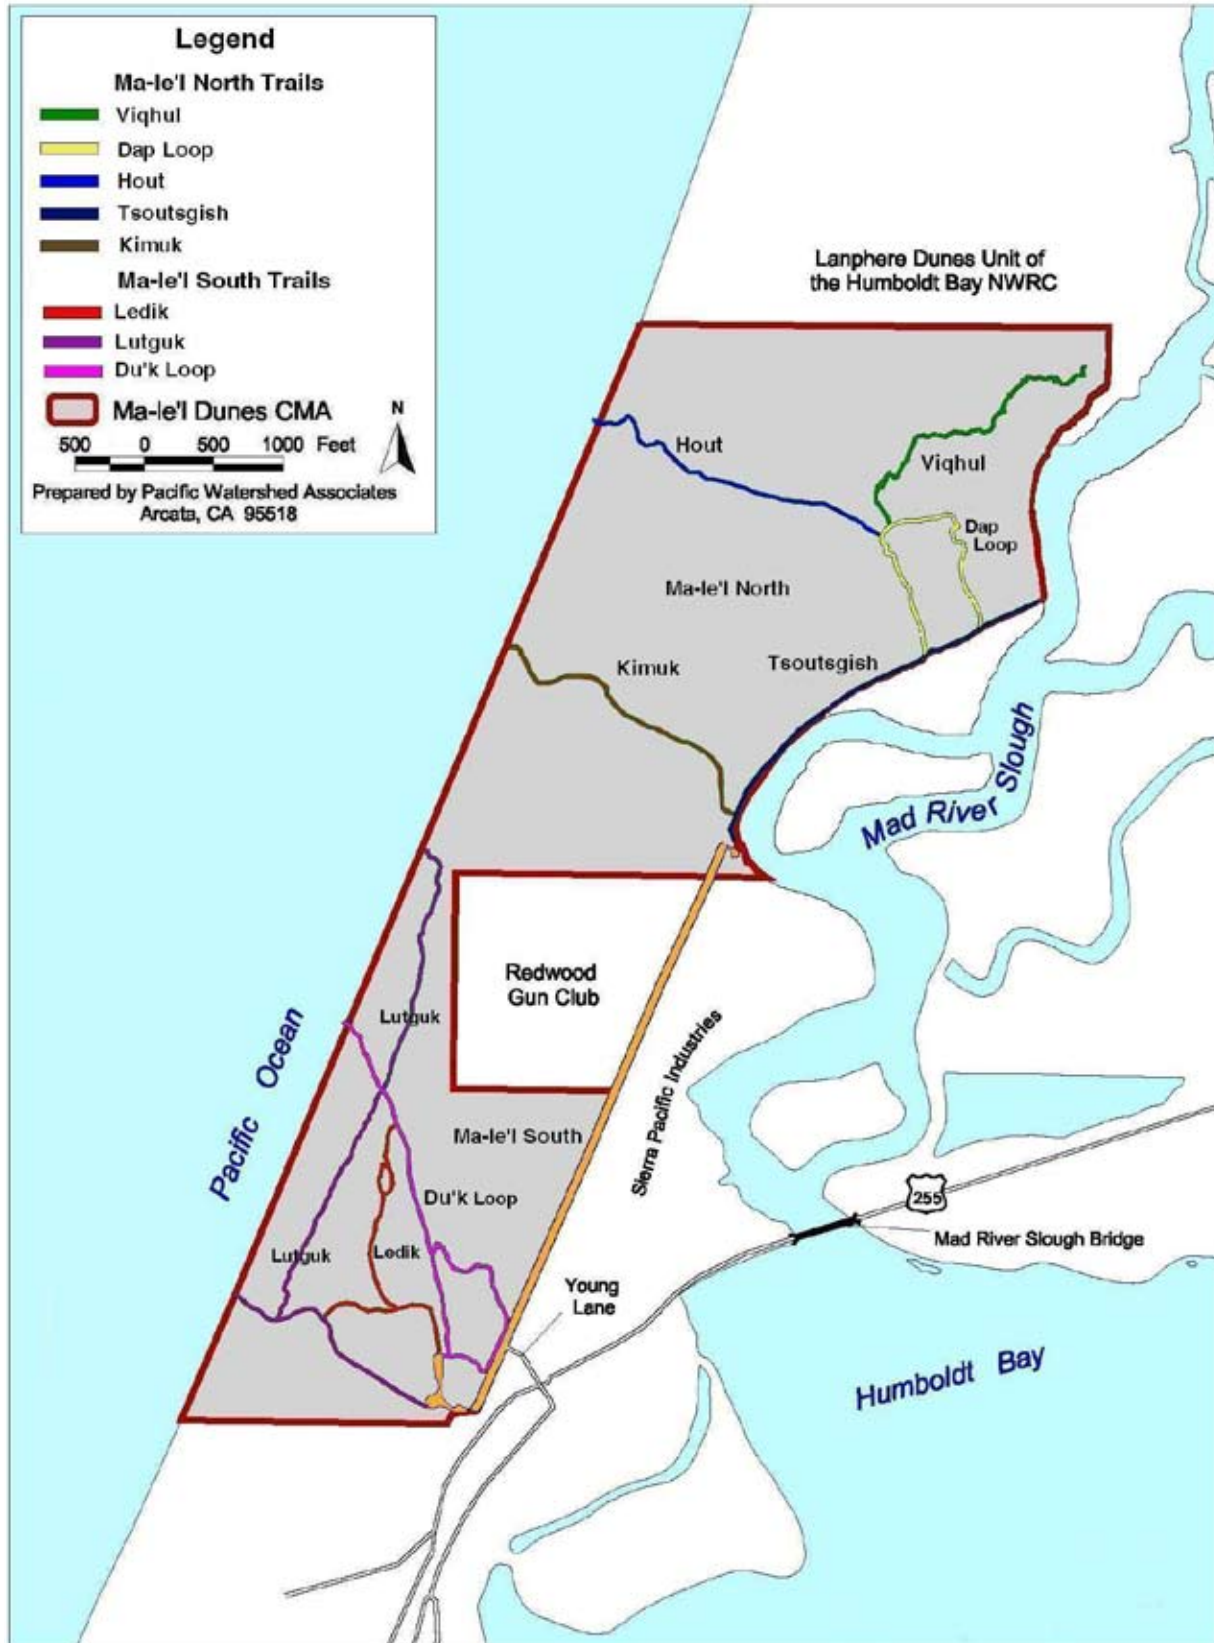 Legend
Ma-le'l North Trails
Viqhul
Dap Loop
Hout
Tsoutsgish
Kimuk
Ma-le'l South Trails
Ledik
Lutguk
Du'k Loop
Ma-le'l Dunes CMA
N
500 0 500 1000 Feet
Prepared by Pacific Watershed Associates
Arcata, CA 95518
Lanphere Dunes Unit of
the Humboldt Bay NWRC
Hout
Viqhul
Dap
Loop
Ma-le'l North
Kimuk
Tsoutsgish
Mad River Slough
Redwood
Gun Club
Lutguk
Pacific Ocean
Sierra Pacific Industries
Ma-le'l South
Du'k Loop
255
Mad River Slough Bridge
Lutguk
Ledik
Young
Lane
Humboldt Bay